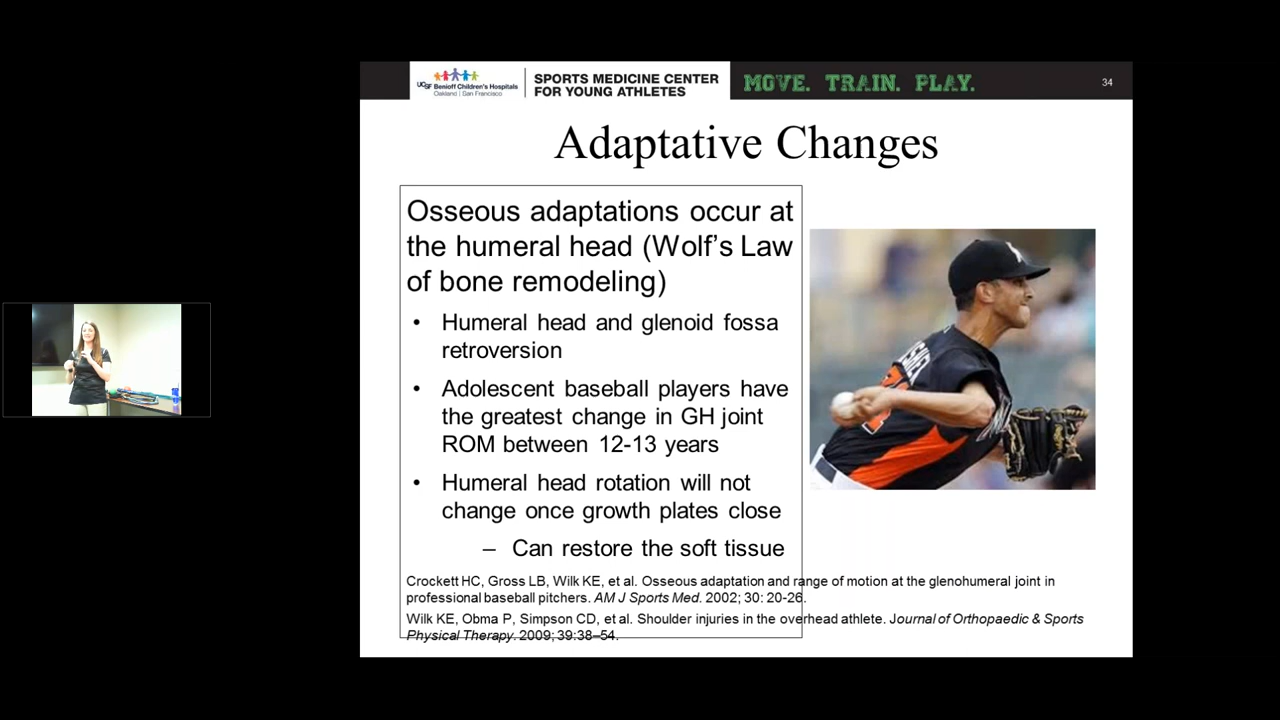 UCSF Benioff Children's Hospitals
Oakland | San Francisco
SPORTS MEDICINE CENTER
FOR YOUNG ATHLETES
MOVE. TRAIN. PLAY.
34
Adaptative Changes
Osseous adaptations occur at
the humeral head (Wolf's Law
of bone remodeling)
• Humeral head and glenoid fossa
retroversion
• Adolescent baseball players have
the greatest change in GH joint
ROM between 12-13 years
• Humeral head rotation will not
change once growth plates close
– Can restore the soft tissue
Crockett HC, Gross LB, Wilk KE, et al. Osseous adaptation and range of motion at the glenohumeral joint in
professional baseball pitchers. AM J Sports Med. 2002; 30: 20-26.
Wilk KE, Obma P, Simpson CD, et al. Shoulder injuries in the overhead athlete. Journal of Orthopaedic & Sports
Physical Therapy. 2009; 39:38–54.